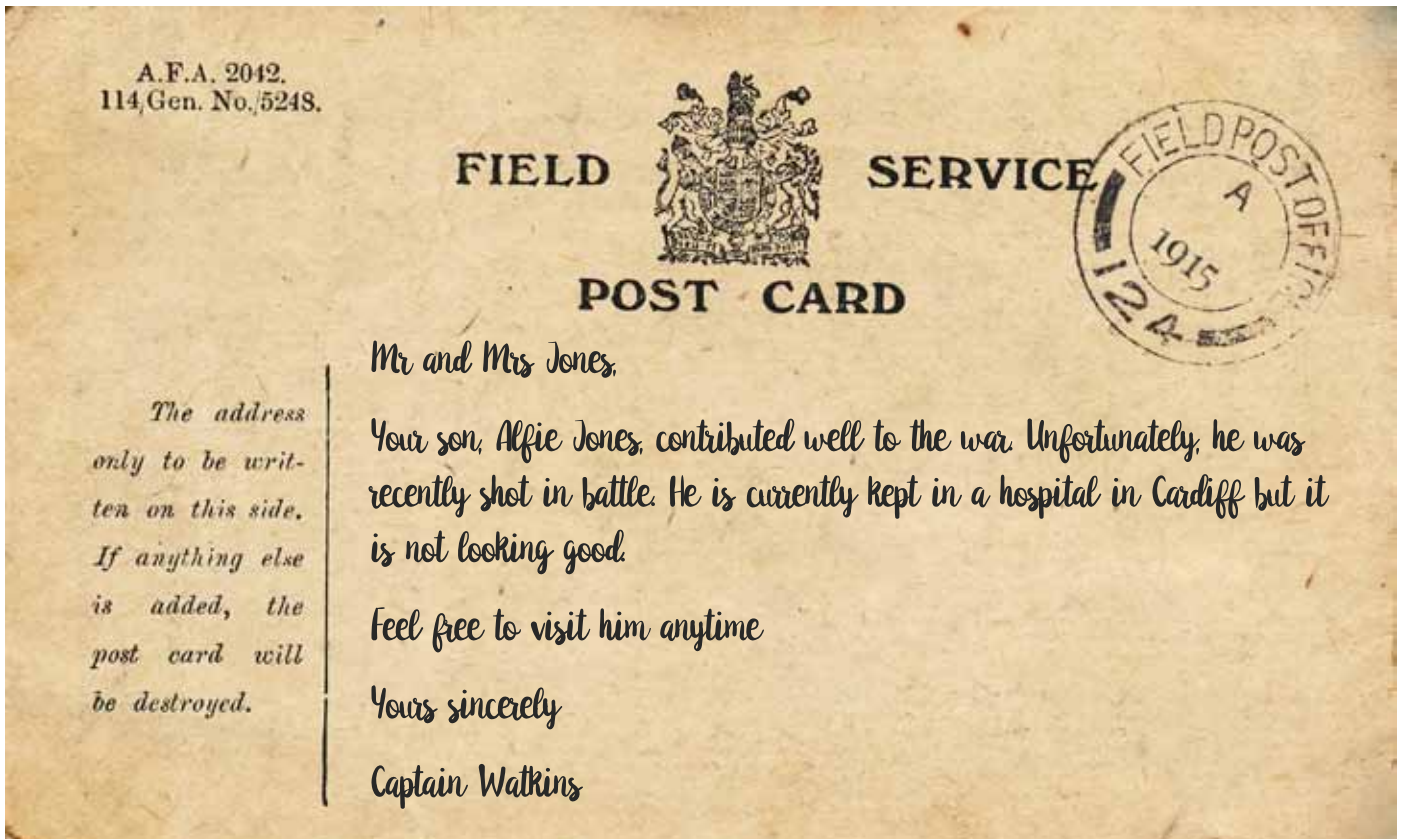 A.F.A. 2042.
114/Gen. No./5248.
FIELD SERVICE
POST CARD
FIELD POST OFFICE
A
1915
124
The address
only to be writ-
ten on this side.
If anything else
is added, the
post card will
be destroyed.
Mr and Mrs Jones,
Your son, Alfie Jones, contributed well to the war. Unfortunately, he was
recently shot in battle. He is currently kept in a hospital in Cardiff but it
is not looking good.
Feel free to visit him anytime
Yours sincerely
Captain Watkins